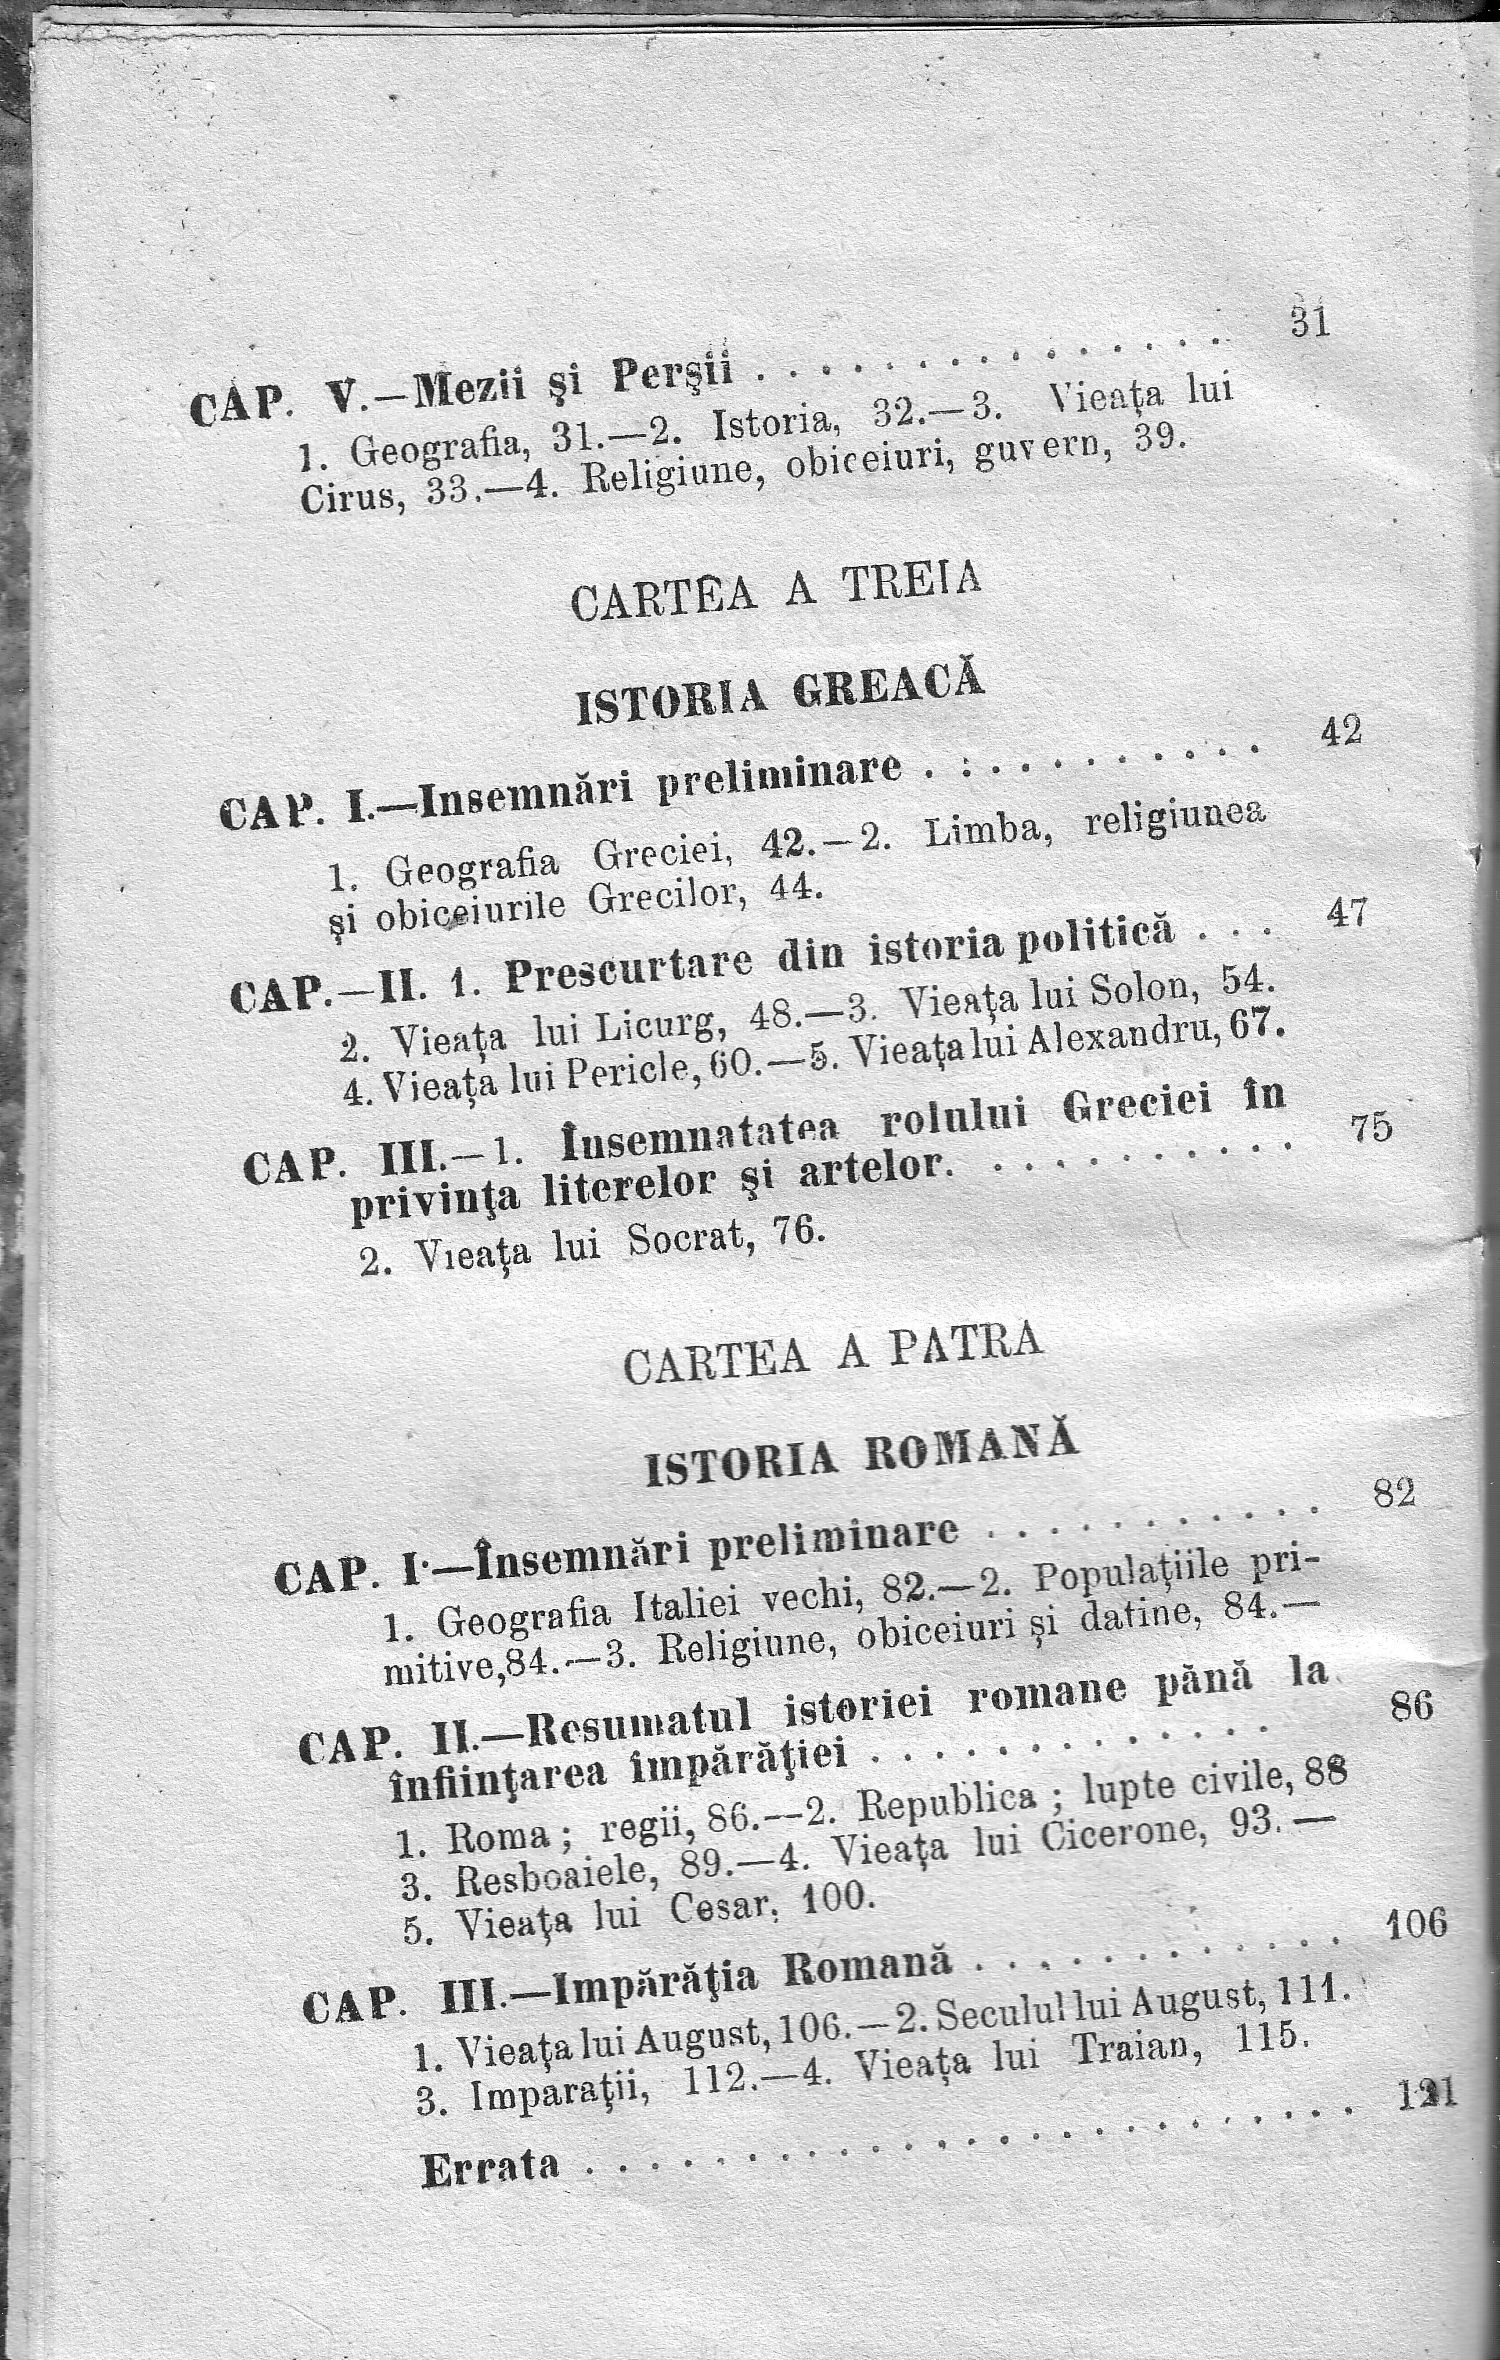 CAP. V.—Mezii şi Perşii . . . . . . . . . . . . . . . 31
1. Geografia, 31.—2. Istoria, 32.—3. Vieaţa lui
Cirus, 33.—4. Religiune, obiceiuri, guvern, 39.
CARTEA A TREIA
ISTORIA GREACĂ
CAP. I.—Insemnări preliminare . . . . . . . . . . . 42
1. Geografia Greciei, 42.—2. Limba, religiunea
şi obiceiurile Grecilor, 44.
CAP.—II. 1. Prescurtare din istoria politică . . . 47
2. Vieaţa lui Licurg, 48.—3. Vieaţa lui Solon, 54.
4. Vieaţa lui Pericle, 60.—5. Vieaţa lui Alexandru, 67.
CAP. III.—1. Însemnatatea rolului Greciei în
privinţa literelor şi artelor. . . . . . . . . . . 75
2. Vieaţa lui Socrat, 76.
CARTEA A PATRA
ISTORIA ROMANĂ
CAP. I.—Însemnări preliminare . . . . . . . . . . . 82
1. Geografia Italiei vechi, 82.—2. Populaţiile pri-
mitive,84.—3. Religiune, obiceiuri şi datine, 84.—
CAP. II.—Resumatul istoriei romane până la
înfiinţarea împărăţiei . . . . . . . . . . . . . 86
1. Roma; regii, 86.—2. Republica ; lupte civile, 88
3. Resboaiele, 89.—4. Vieaţa lui Cicerone, 93.—
5. Vieaţa lui Cesar, 100.
CAP. III.—Impărăţia Romană . . . . . . . . . . . . 106
1. Vieaţa lui August, 106.—2. Seculul lui August, 111.
3. Imparaţii, 112.—4. Vieaţa lui Traian, 115.
Errata . . . . . . . . . . . . . . . . . . . . . . . .